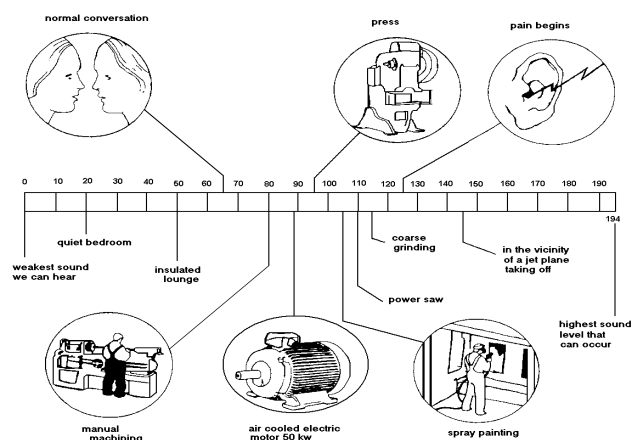 normal conversation
press
pain begins
0 10 20 30 40 50 60 70 80 90 100 110 120 130 140 150 160 170 180 190
194
quiet bedroom
weakest sound
we can hear
insulated
lounge
coarse
grinding
in the vicinity
of a jet plane
taking off
power saw
highest sound
level that
can occur
manual
machining
air cooled electric
motor 50 kw
spray painting